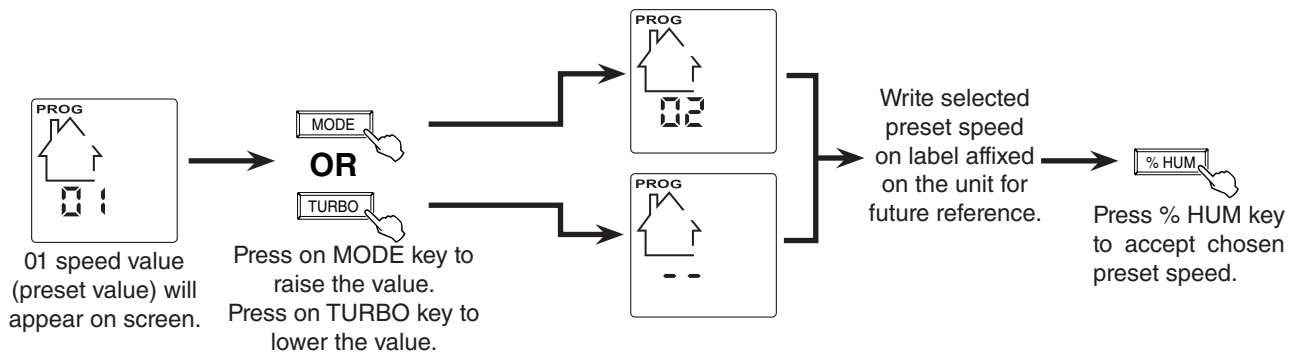 PROG
01
01 speed value
(preset value) will
appear on screen.
MODE
OR
TURBO
Press on MODE key to
raise the value.
Press on TURBO key to
lower the value.
PROG
02
PROG
--
Write selected
preset speed
on label affixed
on the unit for
future reference.
% HUM
Press % HUM key
to accept chosen
preset speed.